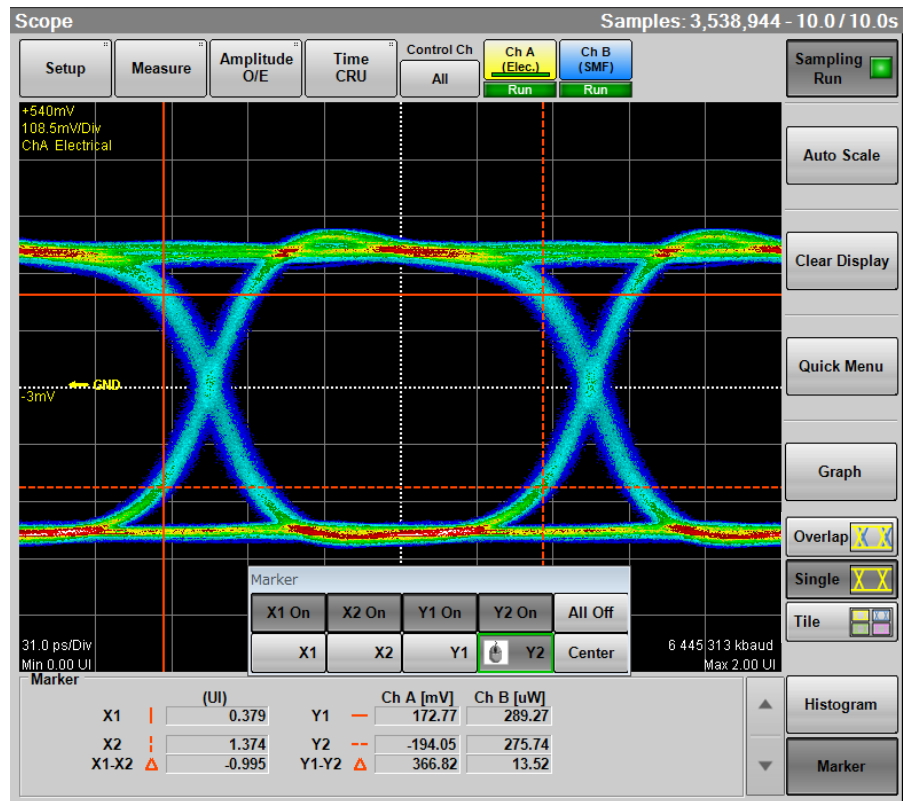 Scope Samples: 3,538,944 - 10.0 / 10.0s
Setup
Measure
Amplitude
O/E
Time
CRU
Control Ch
All
Ch A
(Elec.)
Run
Ch B
(SMF)
Run
Sampling
Run
+540mV
108.5mV/Div
ChA Electrical
Auto Scale
Clear Display
Quick Menu
GND
-3mV
Graph
Overlap
Single
Tile
Marker
X1 On X2 On Y1 On Y2 On All Off
X1 X2 Y1 Y2 Center
31.0 ps/Div
Min 0.00 UI
6 445 313 kbaud
Max 2.00 UI
Marker
(UI) Ch A [mV] Ch B [uW]
X1 0.379 Y1 172.77 289.27
X2 1.374 Y2 -194.05 275.74
X1-X2 Δ -0.995 Y1-Y2 Δ 366.82 13.52
Histogram
Marker